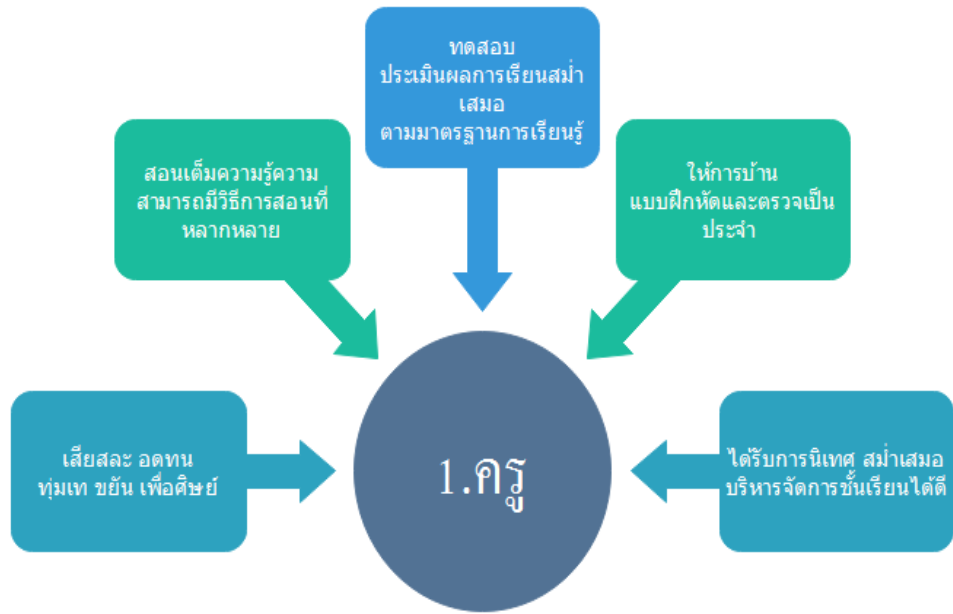 ทดสอบ
ประเมินผลการเรียนสม่ำ
เสมอ
ตามมาตรฐานการเรียนรู้
สอนเต็มความรู้ความ
สามารถมีวิธีการสอนที่
หลากหลาย
ให้การบ้าน
แบบฝึกหัดและตรวจเป็น
ประจำ
เสียสละ อดทน
ทุ่มเท ขยัน เพื่อศิษย์
1.ครู
ได้รับการนิเทศ สม่ำเสมอ
บริหารจัดการชั้นเรียนได้ดี